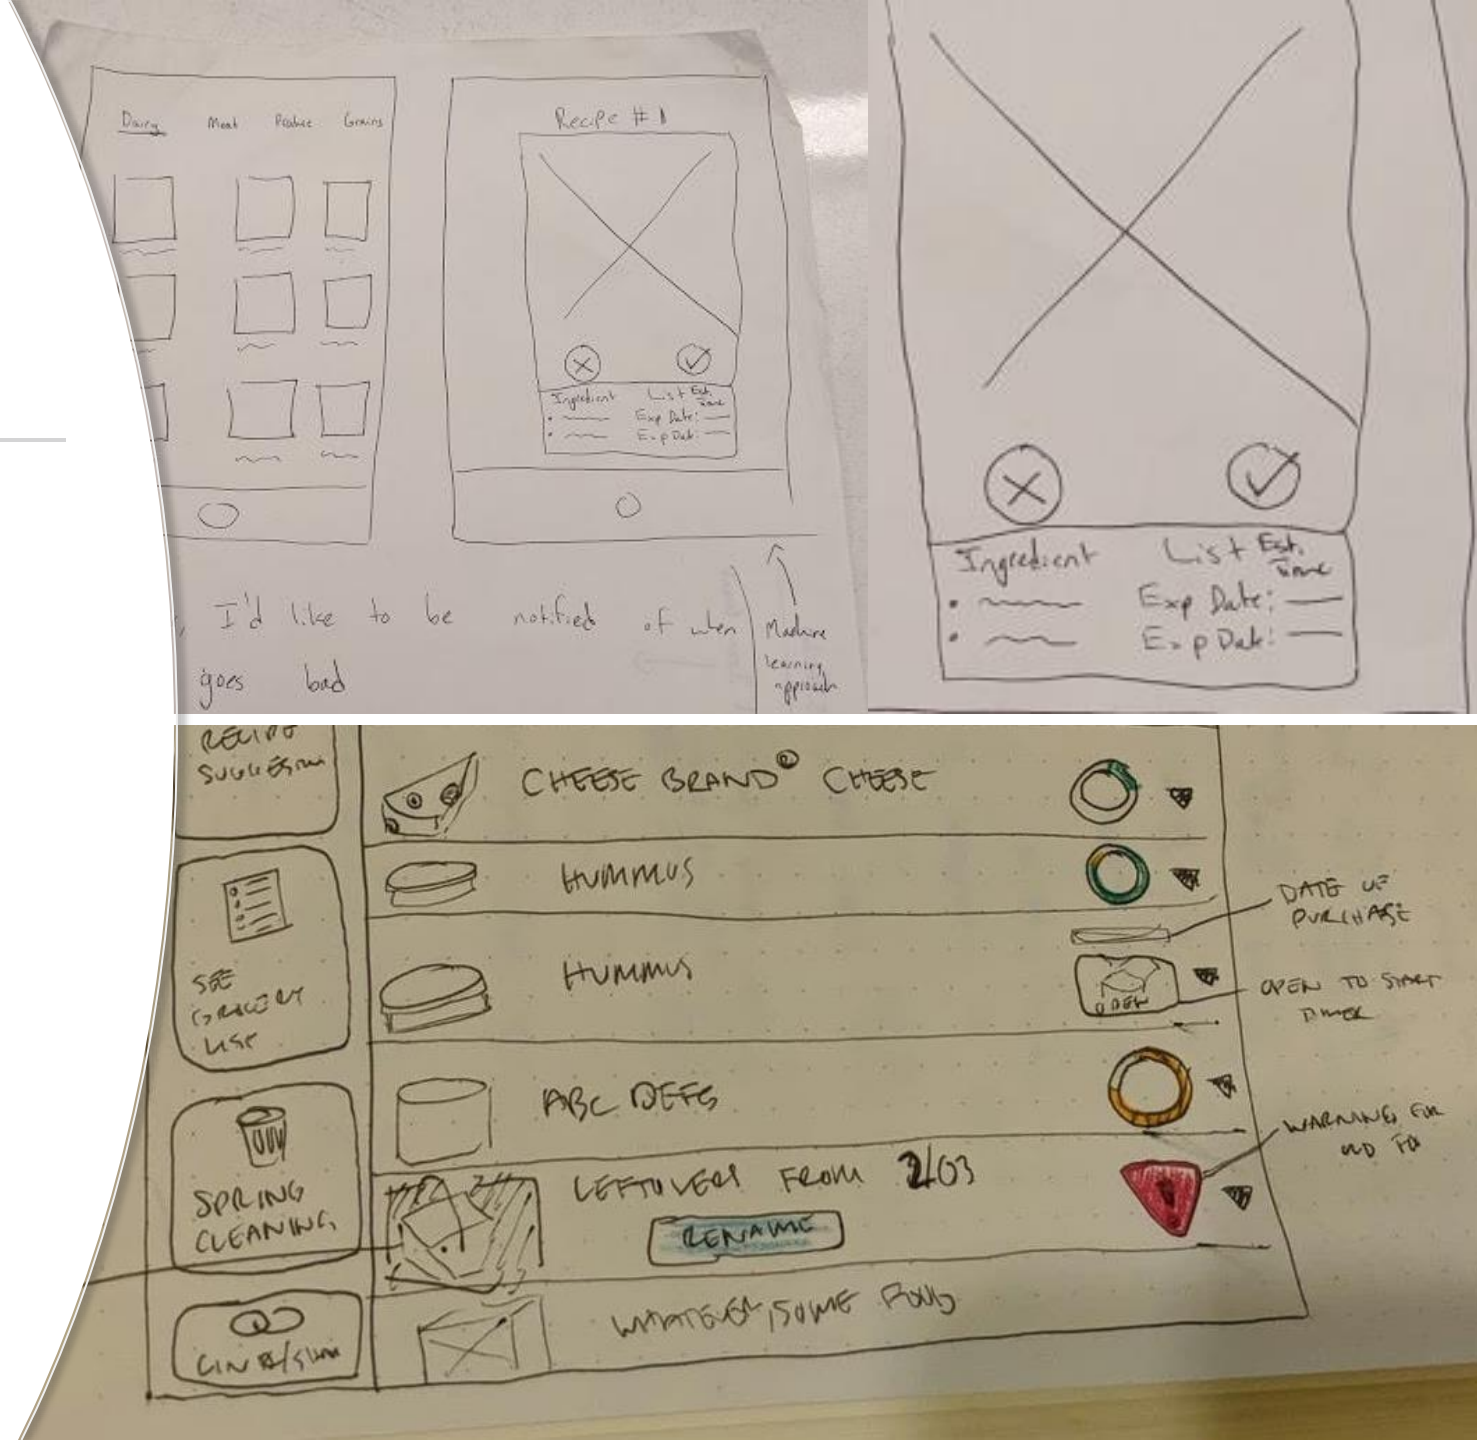 Dairy Meat Produce Grains
Recipe # 1
Ingredient List Est. Time
Exp Date:
Exp Date:
I'd like to be notified of when
goes bad
Machine
learning
approach
Ingredient List Est.
Time
Exp Date:
Exp Date:
RECIPE
SUGGESTION
CHEESE BRAND CHEESE
HUMMUS
HUMMUS
DATE OF
PURCHASE
OPEN
OPEN TO START
TIMER
SEE
GROCERY
LIST
ABC DEFG
WARNING FOR
LEFTOVERS FROM 2/03
RENAME
SPRING
CLEANING
WHATEVER, SOME FOOD